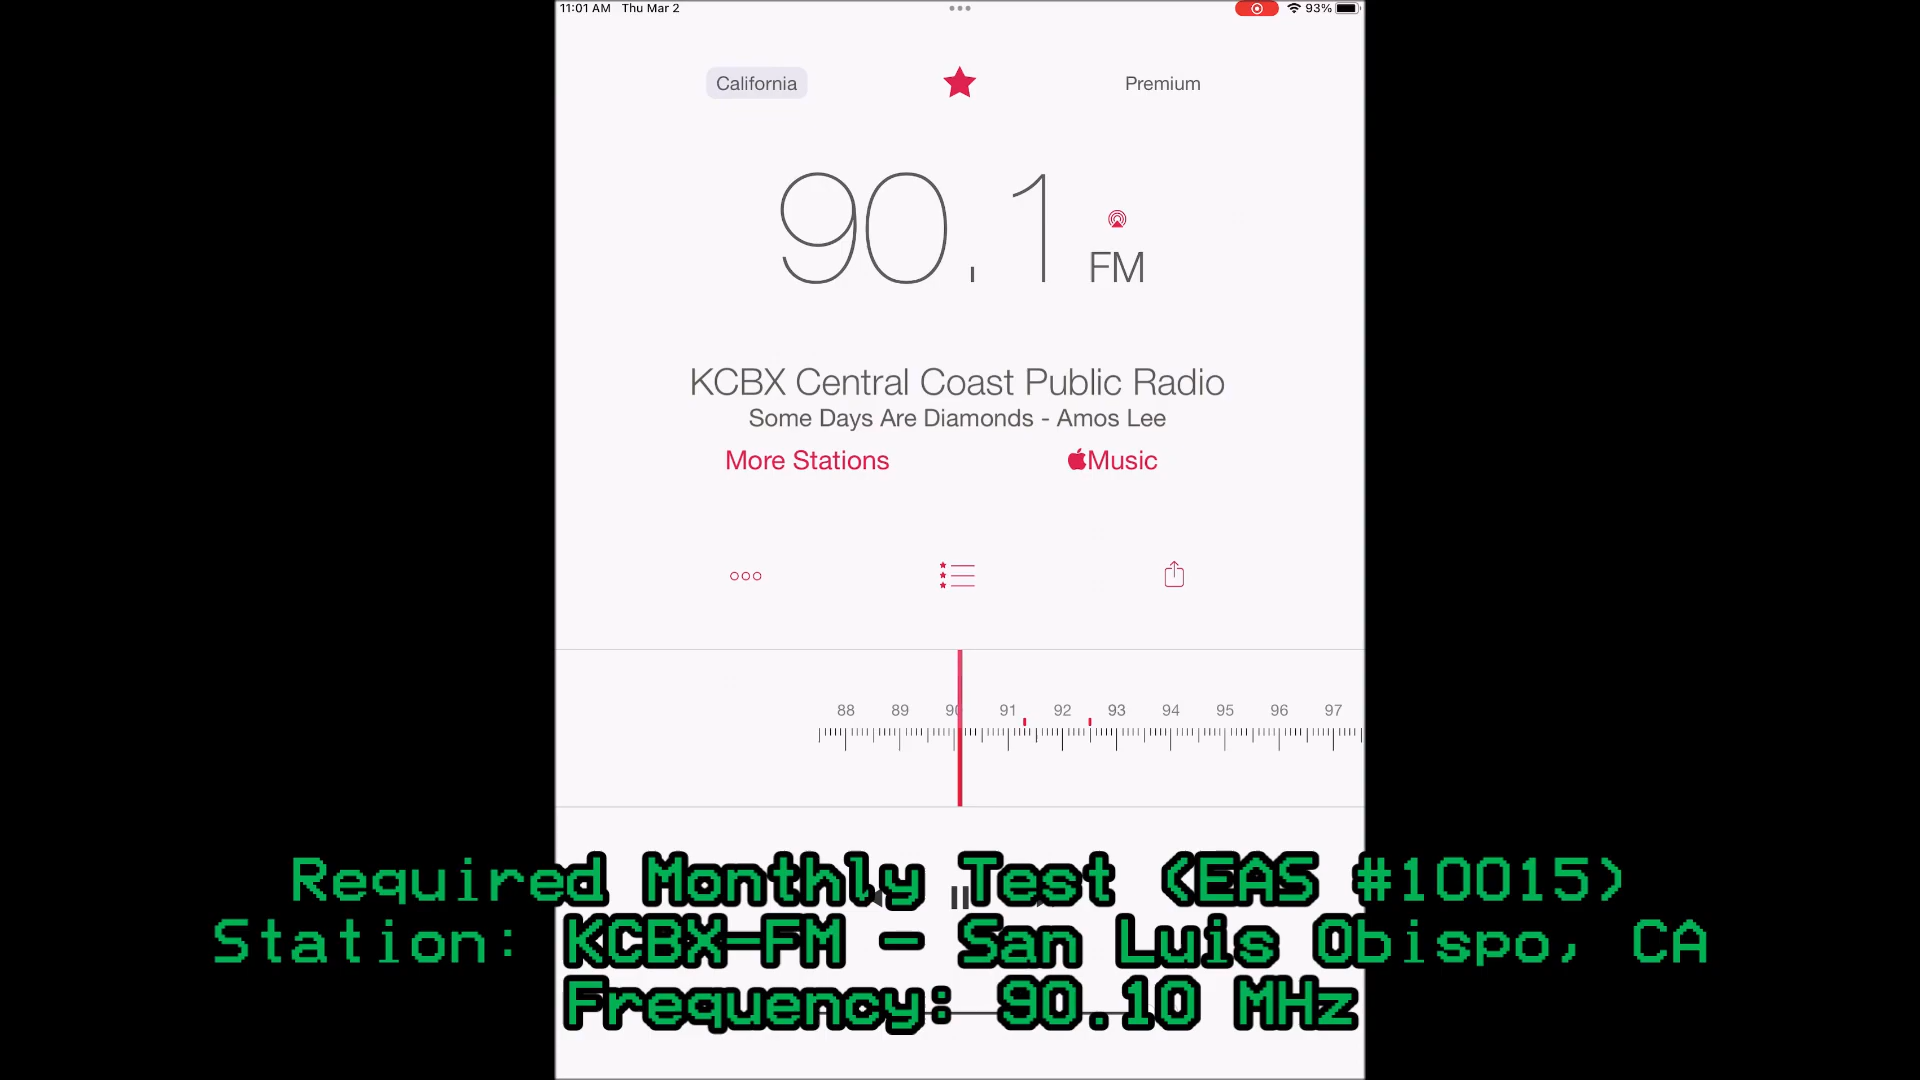 11:01 AM Thu Mar 2
93%
California
Premium
90.1 FM
KCBX Central Coast Public Radio
Some Days Are Diamonds - Amos Lee
More Stations
Music
88 89 90 91 92 93 94 95 96 97
Required Monthly Test (EAS #10015)
Station: KCBX-FM - San Luis Obispo, CA
Frequency: 90.10 MHz